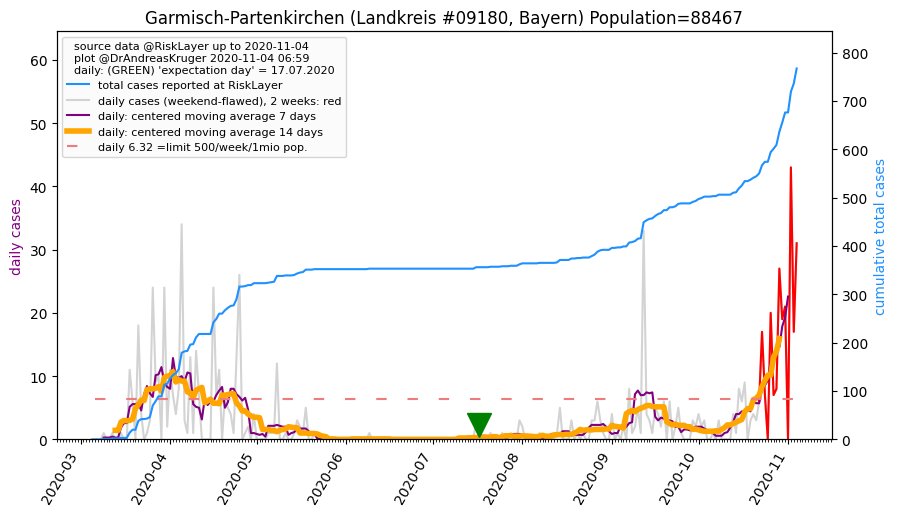 Garmisch-Partenkirchen (Landkreis #09180, Bayern) Population=88467
source data @RiskLayer up to 2020-11-04
plot @DrAndreasKruger 2020-11-04 06:59
daily: (GREEN) 'expectation day' = 17.07.2020
total cases reported at RiskLayer
daily cases (weekend-flawed), 2 weeks: red
daily: centered moving average 7 days
daily: centered moving average 14 days
daily 6.32 =limit 500/week/1mio pop.
daily cases
60
50
40
30
20
10
0
cumulative total cases
800
700
600
500
400
300
200
100
0
2020-03
2020-04
2020-05
2020-06
2020-07
2020-08
2020-09
2020-10
2020-11